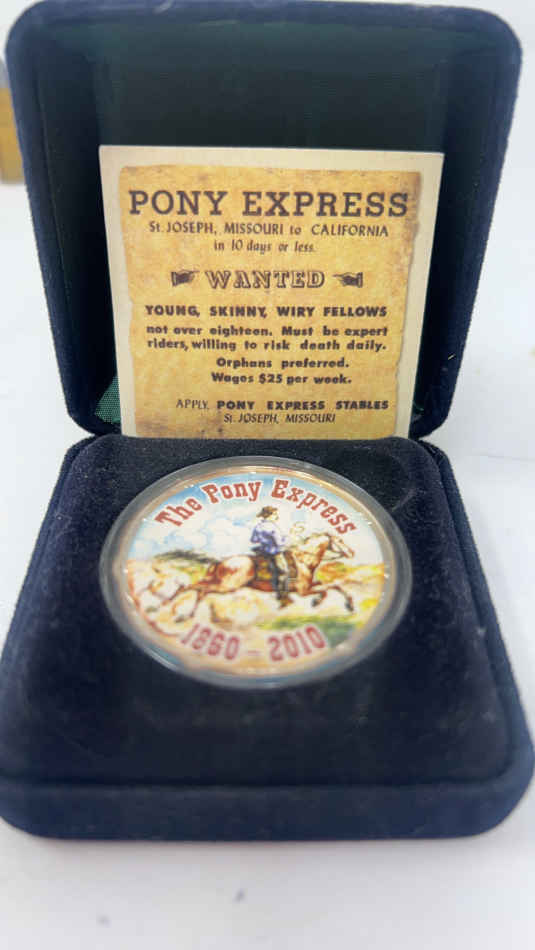 PONY EXPRESS
St. JOSEPH, MISSOURI to CALIFORNIA
in 10 days or less.
WANTED
YOUNG, SKINNY, WIRY FELLOWS
not over eighteen. Must be expert
riders, willing to risk death daily.
Orphans preferred.
Wages $25 per week.
APPLY, PONY EXPRESS STABLES
St. JOSEPH, MISSOURI
The Pony Express
1860 - 2010